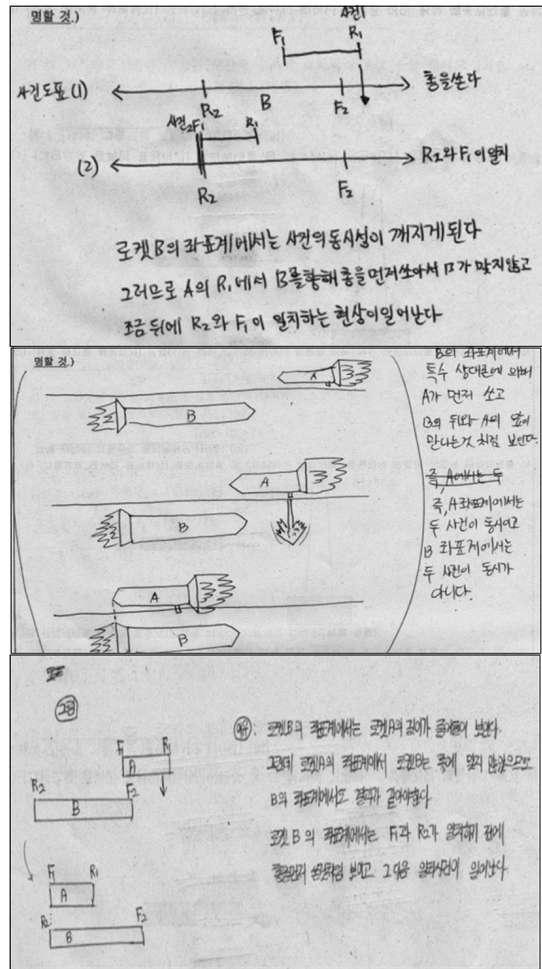 명할 것.)
사건1
F₁ R₁
사건도표 (1) R₂ B F₂ 총을쏜다
사건2 F₁ R₁
(2) R₂ F₂ R₂와 F₁이 일치
로켓 B의 좌표계에서는 사건의 동시성이 깨지게 된다
그러므로 A의 R₁에서 B를향해 총을 먼저쏘아서 B가 맞지않고
조금 뒤에 R₂와 F₁이 일치하는 현상이일어난다.
명할 것.)
A
B
A
B
A
B
B의 좌표계에서
특수 상대론에 의해
A가 먼저 쏘고
B의 뒤와 A의 앞이
만나는것 처럼 보인다.
즉, A에서는 두
즉, A좌표계에서는
두 사건이 동시이고
B 좌표계에서는
두 사건이 동시가
아니다.
그림
F₁
A
R₂ F₂
B
F₁ R₁
A
R₂ F₂
B
로켓B의 좌표계에서는 로켓A의 길이가 줄어들어 보인다.
그런데 로켓A의 좌표계에서 로켓B는 총에 맞지 않았으므로
B의 좌표계에서도 결과가 같아야한다.
로켓 B의 좌표계에서는 F₁과 R₂가 일치하기 전에
총을먼저 쏜것처럼 보이고 그 다음 일치사건이 일어난다.